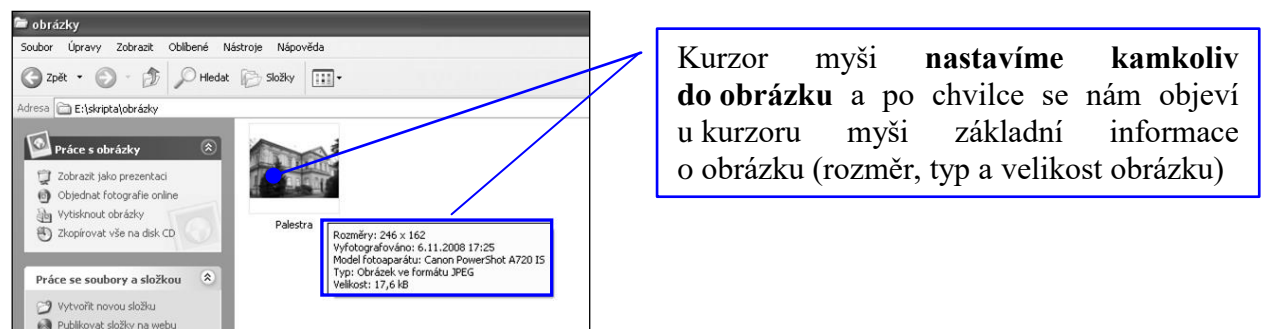 obrázky
Soubor Úpravy Zobrazit Oblíbené Nástroje Nápověda
Zpět Hledat Složky
Adresa E:\skripta\obrázky
Práce s obrázky
Zobrazit jako prezentaci
Objednat fotografie online
Vytisknout obrázky
Zkopírovat vše na disk CD
Práce se soubory a složkou
Vytvořit novou složku
Publikovat složky na webu
Palestra
Rozměry: 246 x 162
Vyfotografováno: 6.11.2008 17:25
Model fotoaparátu: Canon PowerShot A720 IS
Typ: Obrázek ve formátu JPEG
Velikost: 17,6 kB
Kurzor myši nastavíme kamkoliv
do obrázku a po chvilce se nám objeví
u kurzoru myši základní informace
o obrázku (rozměr, typ a velikost obrázku)